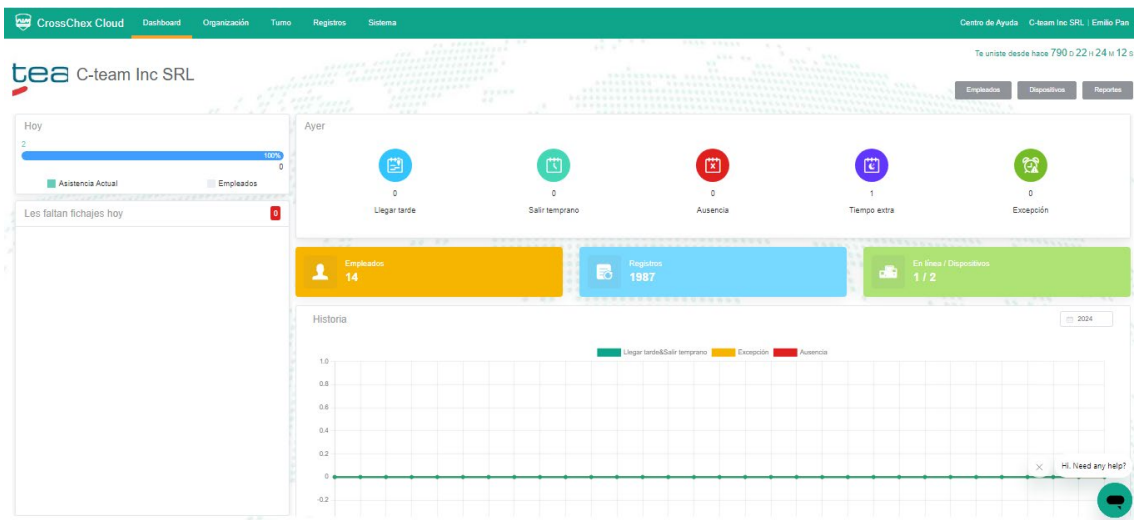 CrossChex Cloud Dashboard Organización Turno Registros Sistema Centro de Ayuda C-team Inc SRL | Emilio Pan
Te uniste desde hace 790 D 22 H 24 M 12 S
tea C-team Inc SRL
Empleados Dispositivos Reportes
Hoy
2
100%
0
Asistencia Actual Empleados
Les faltan fichajes hoy 0
Ayer
0 0 0 1 0
Llegar tarde Salir temprano Ausencia Tiempo extra Excepción
Empleados
14
Registros
1987
En línea / Dispositivos
1 / 2
Historia 2024
Llegar tarde&Salir temprano Excepción Ausencia
1.0
0.8
0.6
0.4
0.2
0
-0.2
Hi. Need any help?